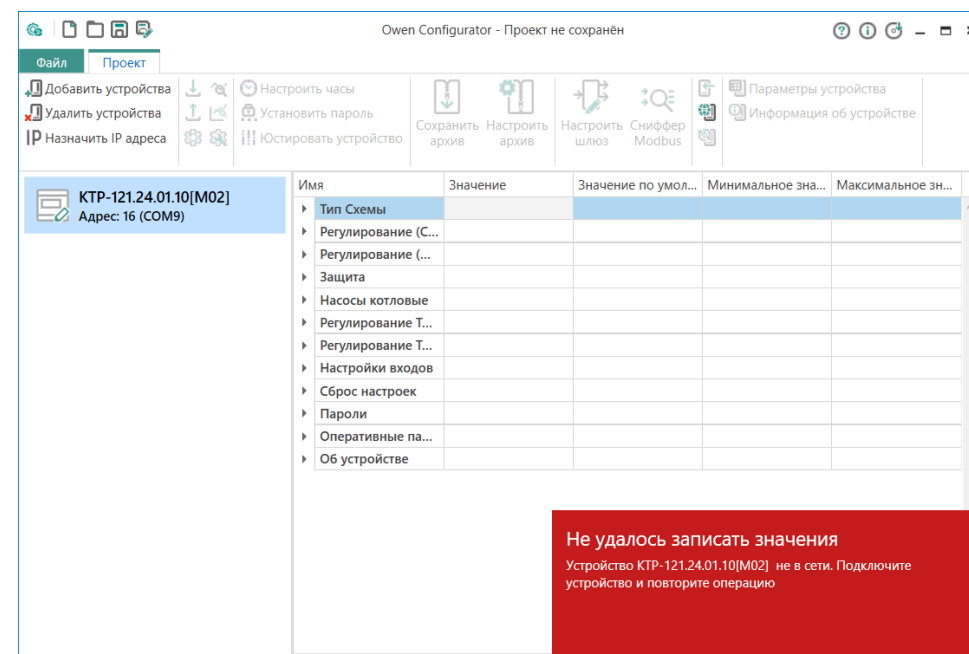 Owen Configurator - Проект не сохранён
Файл Проект
Добавить устройства
Удалить устройства
IP Назначить IP адреса
Настроить часы
Установить пароль
Юстировать устройство
Сохранить архив
Настроить архив
Настроить шлюз
Сниффер Modbus
Параметры устройства
Информация об устройстве
КТР-121.24.01.10[M02]
Адрес: 16 (COM9)
Имя Значение Значение по умол... Минимальное зна... Максимальное зн...
Тип Схемы
Регулирование (С...
Регулирование (...
Защита
Насосы котловые
Регулирование Т...
Регулирование Т...
Настройки входов
Сброс настроек
Пароли
Оперативные па...
Об устройстве
Не удалось записать значения
Устройство КТР-121.24.01.10[M02] не в сети. Подключите
устройство и повторите операцию